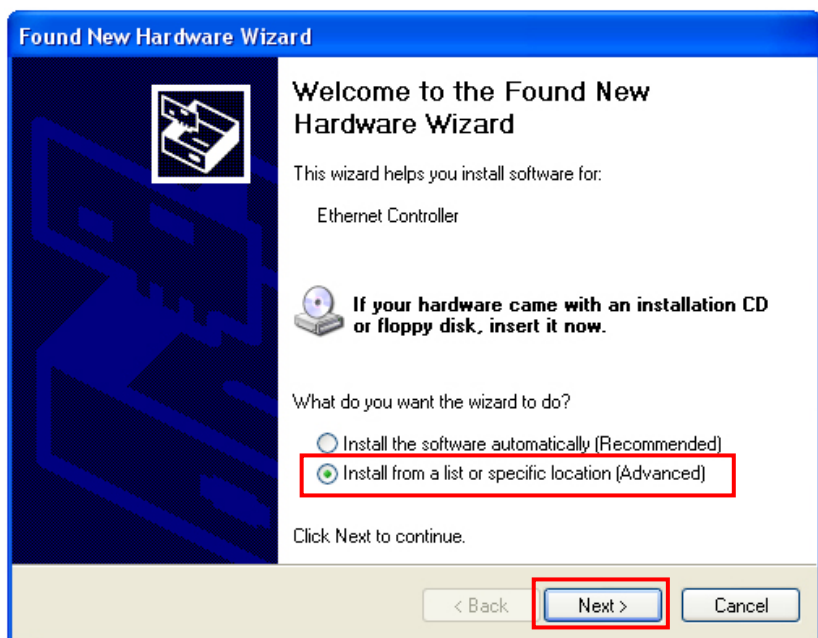 Found New Hardware Wizard
Welcome to the Found New
Hardware Wizard
This wizard helps you install software for:
Ethernet Controller
If your hardware came with an installation CD
or floppy disk, insert it now.
What do you want the wizard to do?
Install the software automatically (Recommended)
Install from a list or specific location (Advanced)
Click Next to continue.
< Back Next > Cancel